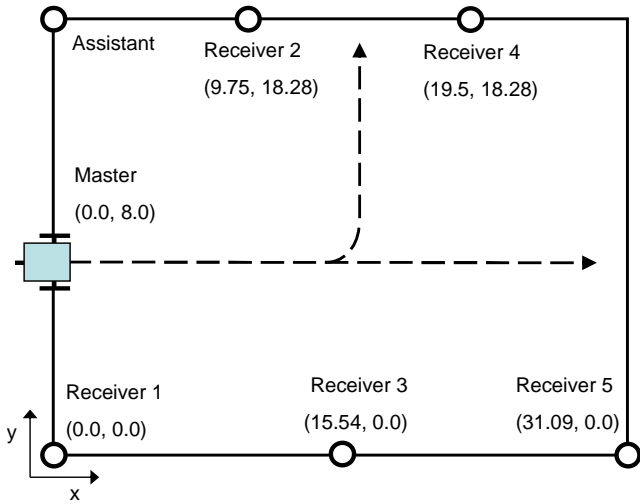 Assistant
Receiver 2
(9.75, 18.28)
Receiver 4
(19.5, 18.28)
Master
(0.0, 8.0)
Receiver 1
(0.0, 0.0)
Receiver 3
(15.54, 0.0)
Receiver 5
(31.09, 0.0)
y
x